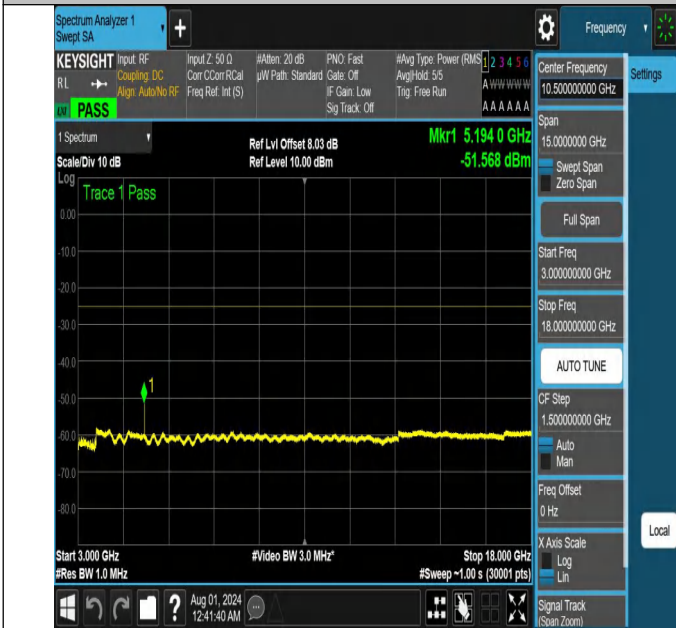 Spectrum Analyzer 1
Swept SA
+
Frequency
KEYSIGHT
RL
PASS
Input: RF
Coupling: DC
Align: Auto/No RF
Input Z: 50 Ω
Corr CCorr RCal
Freq Ref: Int (S)
#Atten: 20 dB
µW Path: Standard
PNO: Fast
Gate: Off
IF Gain: Low
Sig Track: Off
#Avg Type: Power (RMS
Avg|Hold: 5/5
Trig: Free Run
1 2 3 4 5 6
A W W W W W
A A A A A A
1 Spectrum
Scale/Div 10 dB
Ref Lvl Offset 8.03 dB
Ref Level 10.00 dBm
Mkr1 5.194 0 GHz
-51.568 dBm
Log
Trace 1 Pass
0.00
-10.0
-20.0
-30.0
-40.0
1
-50.0
-60.0
-70.0
-80.0
Start 3.000 GHz
#Res BW 1.0 MHz
#Video BW 3.0 MHz*
Stop 18.000 GHz
#Sweep ~1.00 s (30001 pts)
?
Aug 01, 2024
12:41:40 AM
Center Frequency
10.500000000 GHz
Settings
Span
15.0000000 GHz
Swept Span
Zero Span
Full Span
Start Freq
3.000000000 GHz
Stop Freq
18.000000000 GHz
AUTO TUNE
CF Step
1.500000000 GHz
Auto
Man
Freq Offset
0 Hz
Local
X Axis Scale
Log
Lin
Signal Track
(Span Zoom)